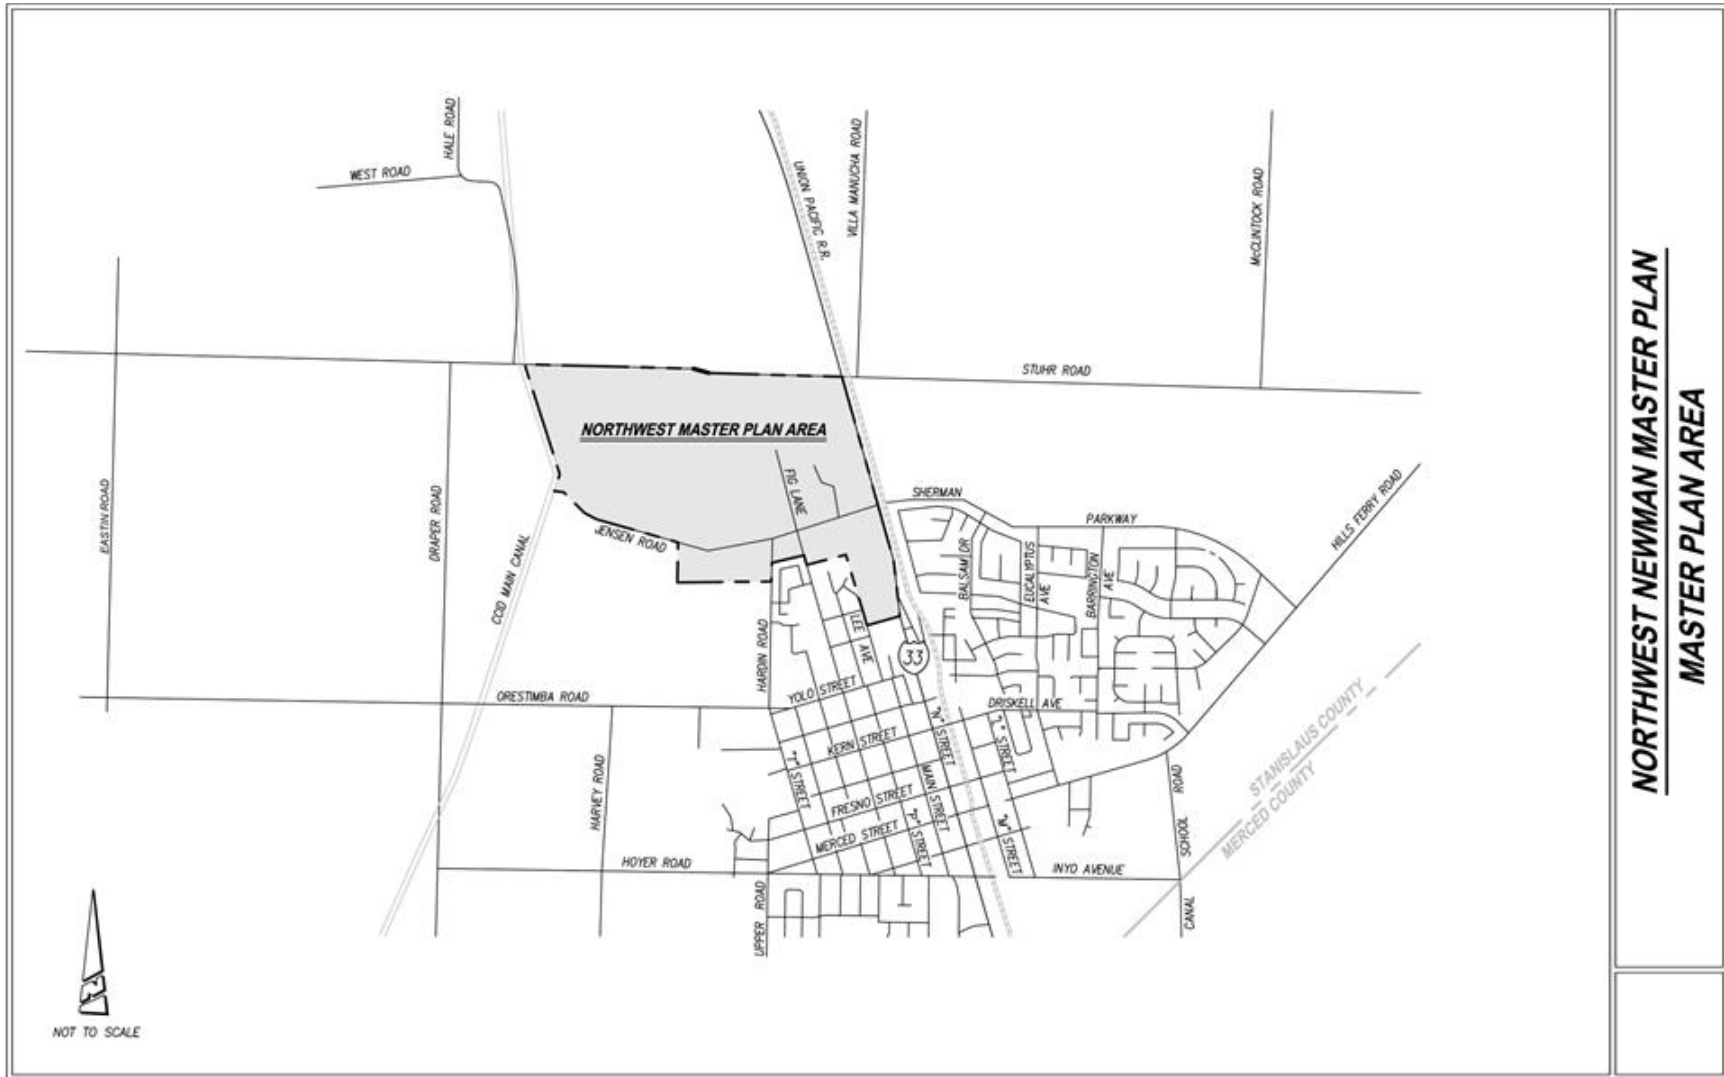 HALE ROAD
WEST ROAD
UNION PACIFIC R.R.
VILLA MANUCHA ROAD
McCLINTOCK ROAD
STUHR ROAD
NORTHWEST MASTER PLAN AREA
FIG LANE
EASTIN ROAD
DRAPER ROAD
CCID MAIN CANAL
JENSEN ROAD
SHERMAN
PARKWAY
HILLS FERRY ROAD
BALSAM DR
EUCALYPTUS
AVE
BARRINGTON
AVE
HARDIN ROAD
LEE AVE
33
ORESTIMBA ROAD
YOLO STREET
DRISKELL AVE
KERN STREET
"N" STREET
"L" STREET
"T" STREET
HARVEY ROAD
FRESNO STREET
MAIN STREET
MERCED STREET
"P" STREET
"M" STREET
HOYER ROAD
INYO AVENUE
UPPER ROAD
CANAL SCHOOL ROAD
STANISLAUS COUNTY
MERCED COUNTY
N
NOT TO SCALE
NORTHWEST NEWMAN MASTER PLAN
MASTER PLAN AREA